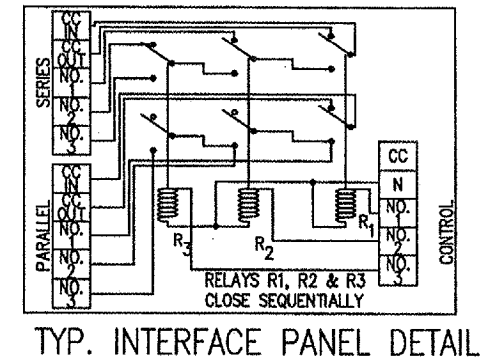 SERIES
CC
IN
CC
OUT
NO.
1
NO.
2
NO.
3
PARALLEL
CC
IN
CC
OUT
NO.
1
NO.
2
NO.
3
R3
R2
R1
CC
N
NO.
1
NO.
2
NO.
3
CONTROL
RELAYS R1, R2 & R3
CLOSE SEQUENTIALLY
TYP. INTERFACE PANEL DETAIL